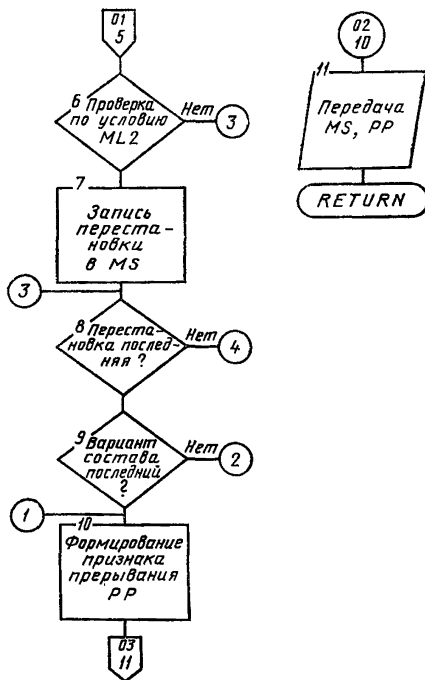 01
5
6 Проверка
по условию
ML2
Нет
3
7
Запись
переста-
новки
в MS
3
8 Переста-
новка послед-
няя ?
Нет
4
9 Вариант
состава
последний
?
Нет
2
1
10
Формирование
признака
прерывания
PP
03
11
02
10
11
Передача
MS, PP
RETURN